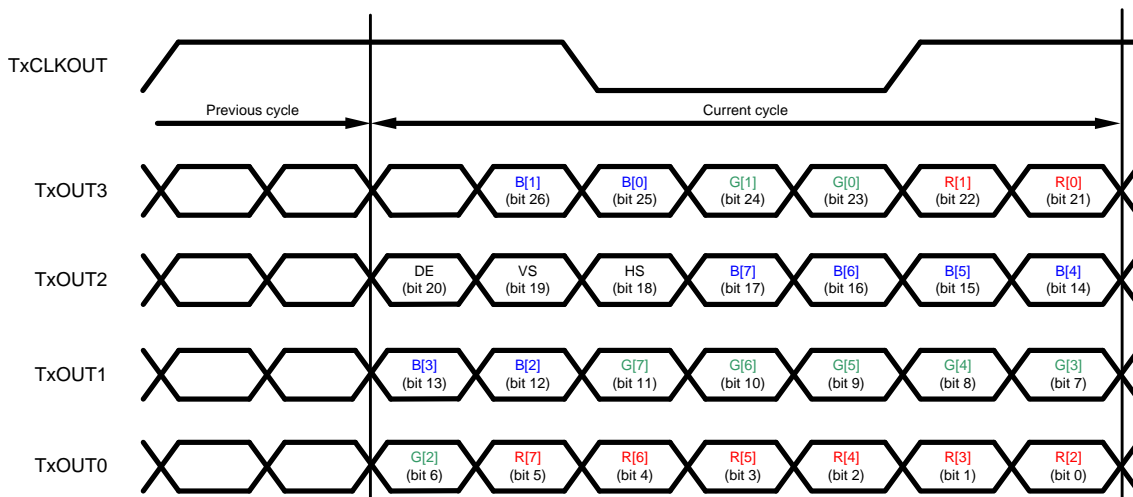 TxCLKOUT
Previous cycle
Current cycle
TxOUT3
B[1] B[0] G[1] G[0] R[1] R[0]
(bit 26) (bit 25) (bit 24) (bit 23) (bit 22) (bit 21)
TxOUT2
DE VS HS B[7] B[6] B[5] B[4]
(bit 20) (bit 19) (bit 18) (bit 17) (bit 16) (bit 15) (bit 14)
TxOUT1
B[3] B[2] G[7] G[6] G[5] G[4] G[3]
(bit 13) (bit 12) (bit 11) (bit 10) (bit 9) (bit 8) (bit 7)
TxOUT0
G[2] R[7] R[6] R[5] R[4] R[3] R[2]
(bit 6) (bit 5) (bit 4) (bit 3) (bit 2) (bit 1) (bit 0)